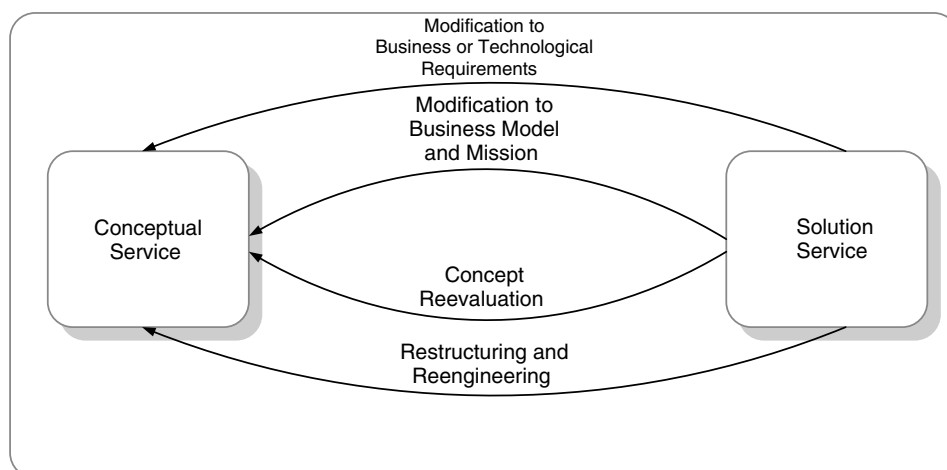 Modification to
Business or Technological
Requirements
Modification to
Business Model
and Mission
Conceptual
Service
Solution
Service
Concept
Reevaluation
Restructuring and
Reengineering